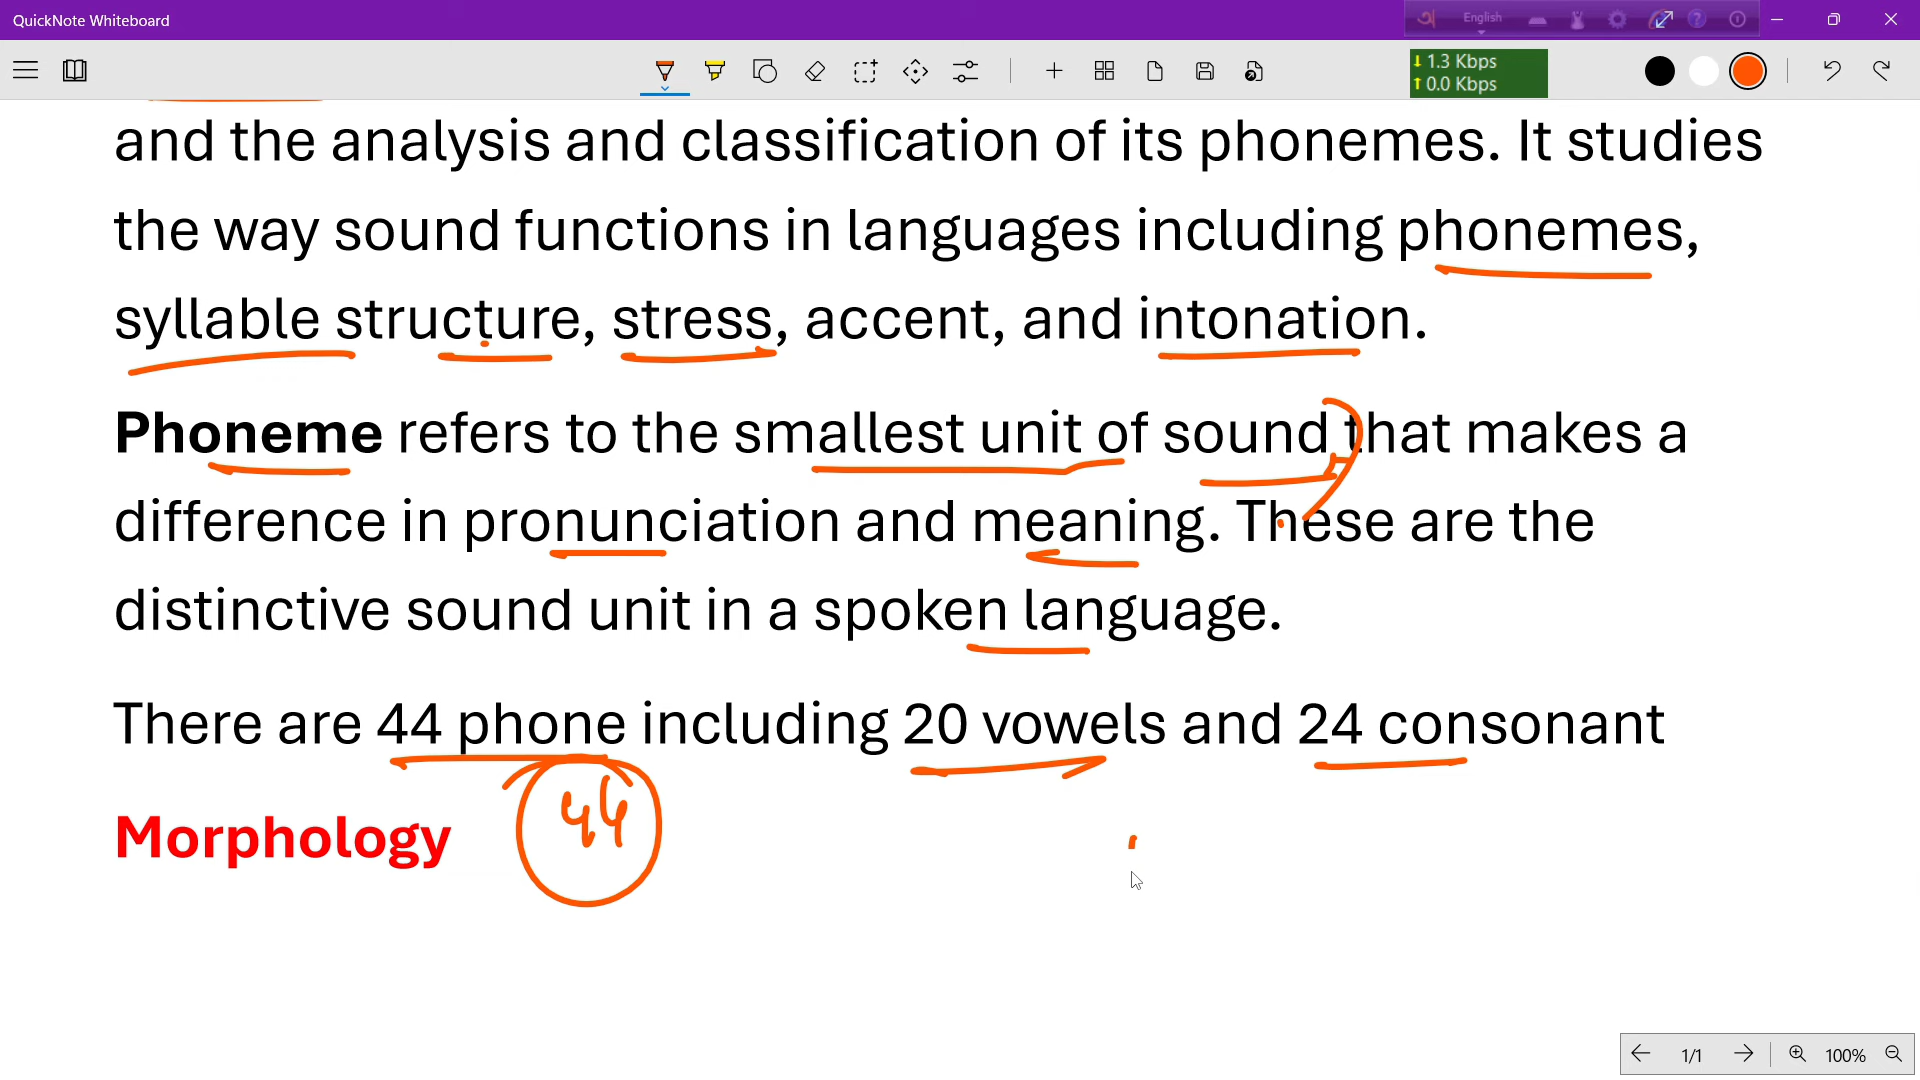 QuickNote Whiteboard
English
1.3 Kbps
0.0 Kbps
and the analysis and classification of its phonemes. It studies
the way sound functions in languages including phonemes,
syllable structure, stress, accent, and intonation.
Phoneme refers to the smallest unit of sound that makes a
difference in pronunciation and meaning. These are the
distinctive sound unit in a spoken language.
There are 44 phone including 20 vowels and 24 consonant
Morphology
44
1/1
100%